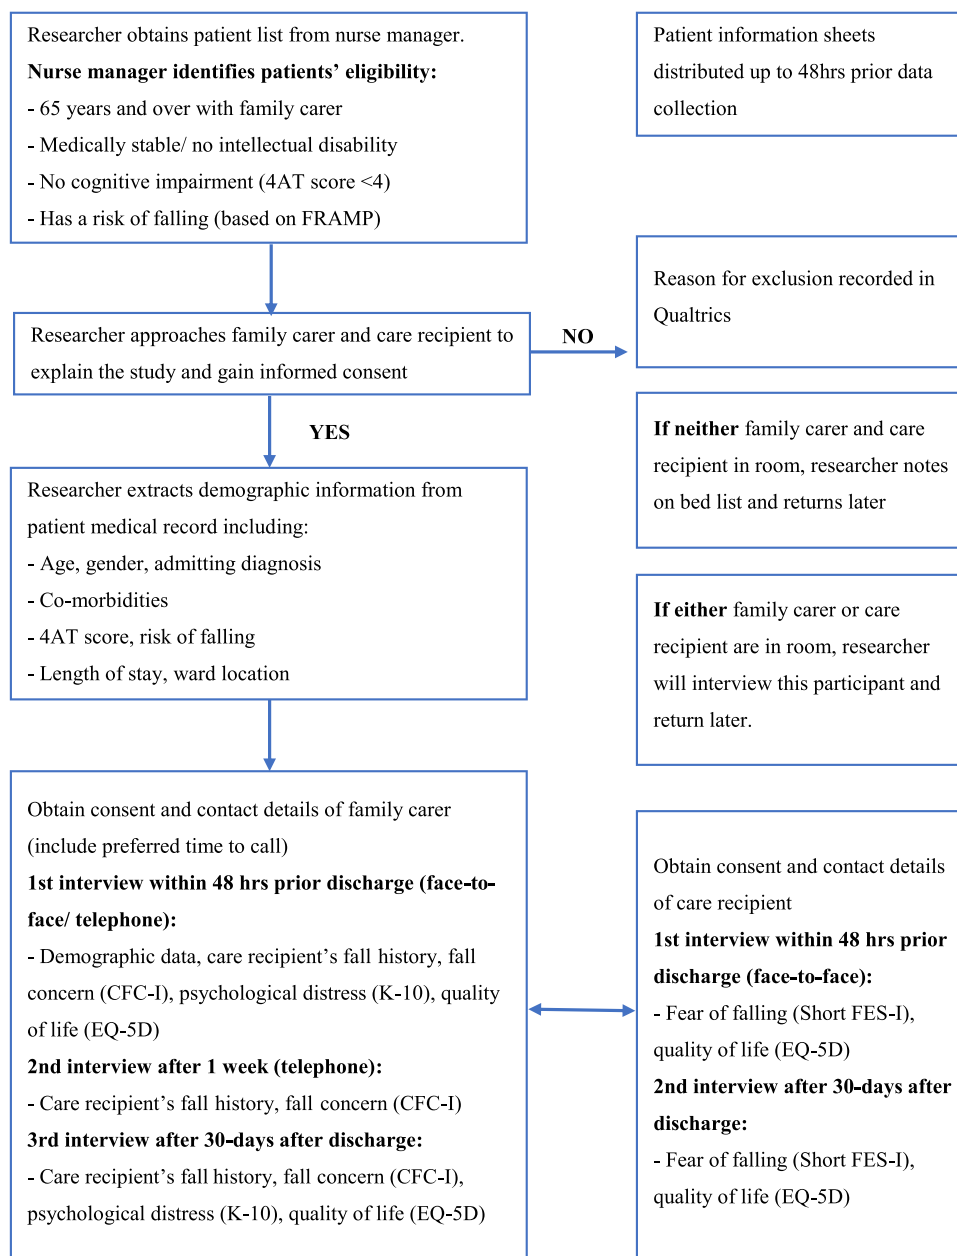 Researcher obtains patient list from nurse manager.
Nurse manager identifies patients’ eligibility:
- 65 years and over with family carer
- Medically stable/ no intellectual disability
- No cognitive impairment (4AT score <4)
- Has a risk of falling (based on FRAMP)
Patient information sheets
distributed up to 48hrs prior data
collection
Researcher approaches family carer and care recipient to
explain the study and gain informed consent
NO
Reason for exclusion recorded in
Qualtrics
YES
If neither family carer and care
recipient in room, researcher notes
on bed list and returns later
Researcher extracts demographic information from
patient medical record including:
- Age, gender, admitting diagnosis
- Co-morbidities
- 4AT score, risk of falling
- Length of stay, ward location
If either family carer or care
recipient are in room, researcher
will interview this participant and
return later.
Obtain consent and contact details of family carer
(include preferred time to call)
1st interview within 48 hrs prior discharge (face-to-
face/ telephone):
- Demographic data, care recipient’s fall history, fall
concern (CFC-I), psychological distress (K-10), quality
of life (EQ-5D)
2nd interview after 1 week (telephone):
- Care recipient’s fall history, fall concern (CFC-I)
3rd interview after 30-days after discharge:
- Care recipient’s fall history, fall concern (CFC-I),
psychological distress (K-10), quality of life (EQ-5D)
Obtain consent and contact details
of care recipient
1st interview within 48 hrs prior
discharge (face-to-face):
- Fear of falling (Short FES-I),
quality of life (EQ-5D)
2nd interview after 30-days after
discharge:
- Fear of falling (Short FES-I),
quality of life (EQ-5D)